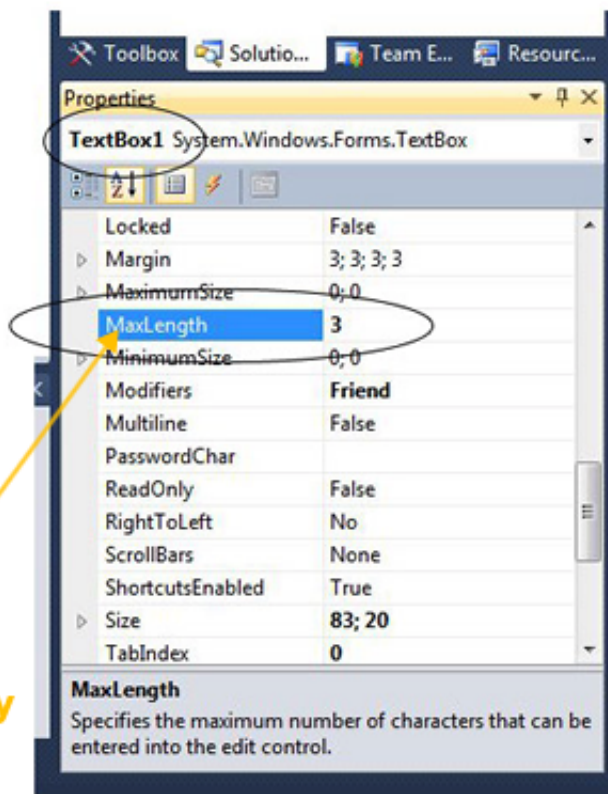 Toolbox Solutio... Team E... Resourc...
Properties
TextBox1 System.Windows.Forms.TextBox
Locked False
Margin 3; 3; 3; 3
MaximumSize 0; 0
MaxLength 3
MinimumSize 0; 0
Modifiers Friend
Multiline False
PasswordChar
ReadOnly False
RightToLeft No
ScrollBars None
ShortcutsEnabled True
Size 83; 20
TabIndex 0
y
MaxLength
Specifies the maximum number of characters that can be
entered into the edit control.